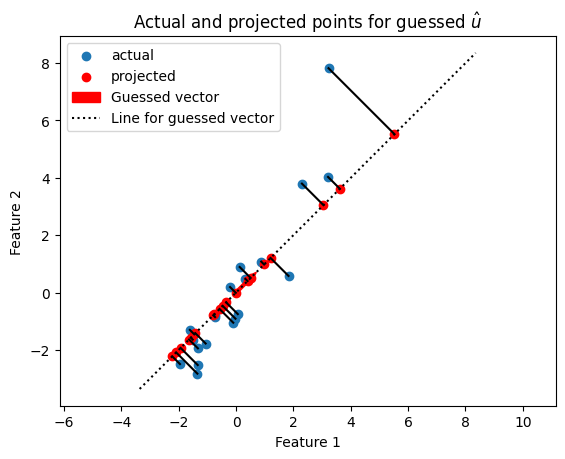 Actual and projected points for guessed û
actual
projected
Guessed vector
Line for guessed vector
Feature 2
8
6
4
2
0
−2
−6 −4 −2 0 2 4 6 8 10
Feature 1